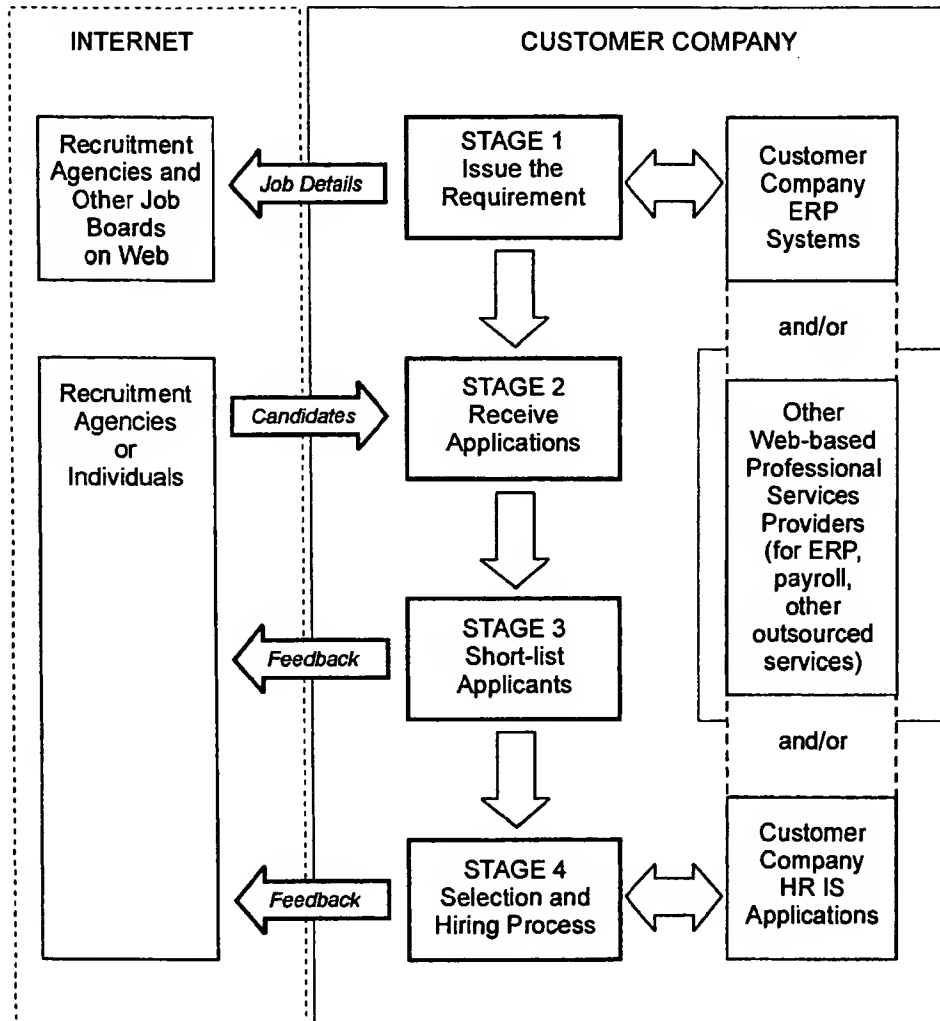 INTERNET
CUSTOMER COMPANY
Recruitment
Agencies and
Other Job
Boards
on Web
Job Details
STAGE 1
Issue the
Requirement
Customer
Company
ERP
Systems
and/or
Recruitment
Agencies
or
Individuals
Candidates
STAGE 2
Receive
Applications
Other
Web-based
Professional
Services
Providers
(for ERP,
payroll,
other
outsourced
services)
Feedback
STAGE 3
Short-list
Applicants
and/or
Feedback
STAGE 4
Selection and
Hiring Process
Customer
Company
HR IS
Applications